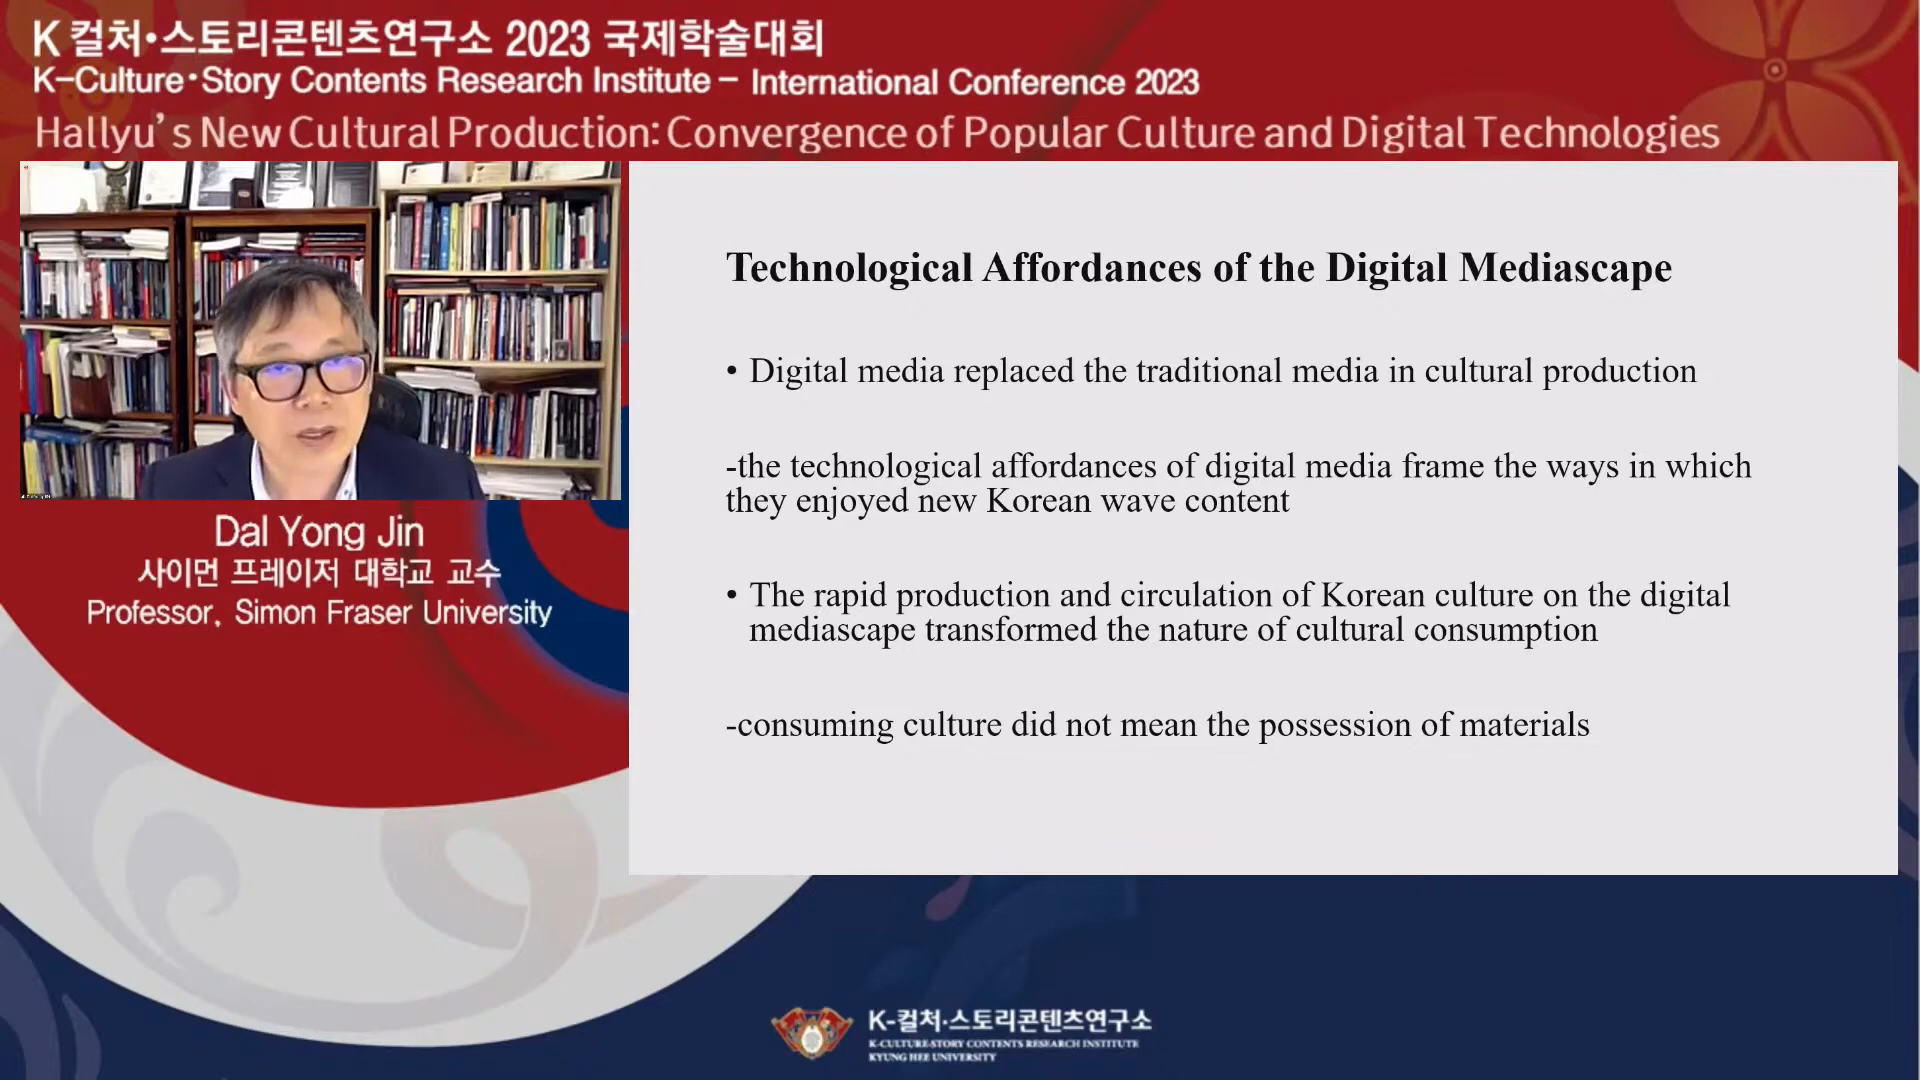 K 컬처•스토리콘텐츠연구소 2023 국제학술대회
K-Culture•Story Contents Research Institute - International Conference 2023
Hallyu's New Cultural Production: Convergence of Popular Culture and Digital Technologies
Dal Yong Jin
사이먼 프레이저 대학교 교수
Professor, Simon Fraser University
Technological Affordances of the Digital Mediascape
• Digital media replaced the traditional media in cultural production
-the technological affordances of digital media frame the ways in which
they enjoyed new Korean wave content
• The rapid production and circulation of Korean culture on the digital
mediascape transformed the nature of cultural consumption
-consuming culture did not mean the possession of materials
K-컬처·스토리콘텐츠연구소
K-CULTURE·STORY CONTENTS RESEARCH INSTITUTE
KYUNG HEE UNIVERSITY